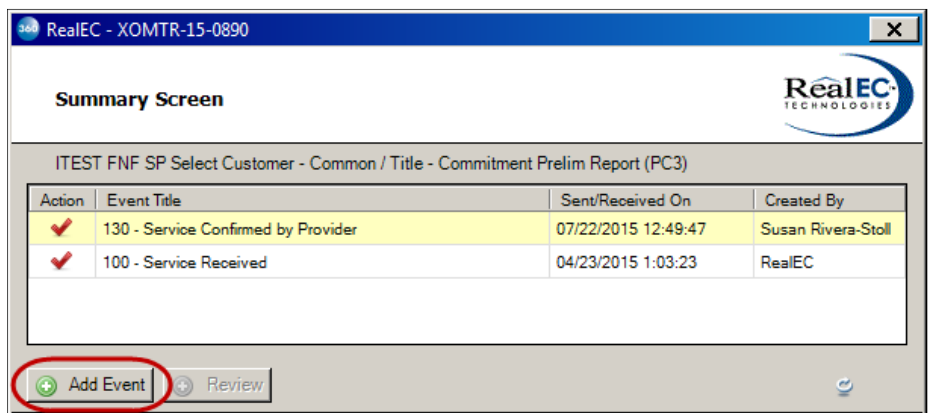 360 RealEC - XOMTR-15-0890
Summary Screen
RealEC
TECHNOLOGIES
ITEST FNF SP Select Customer - Common / Title - Commitment Prelim Report (PC3)
Action Event Title Sent/Received On Created By
130 - Service Confirmed by Provider 07/22/2015 12:49:47 Susan Rivera-Stoll
100 - Service Received 04/23/2015 1:03:23 RealEC
Add Event Review